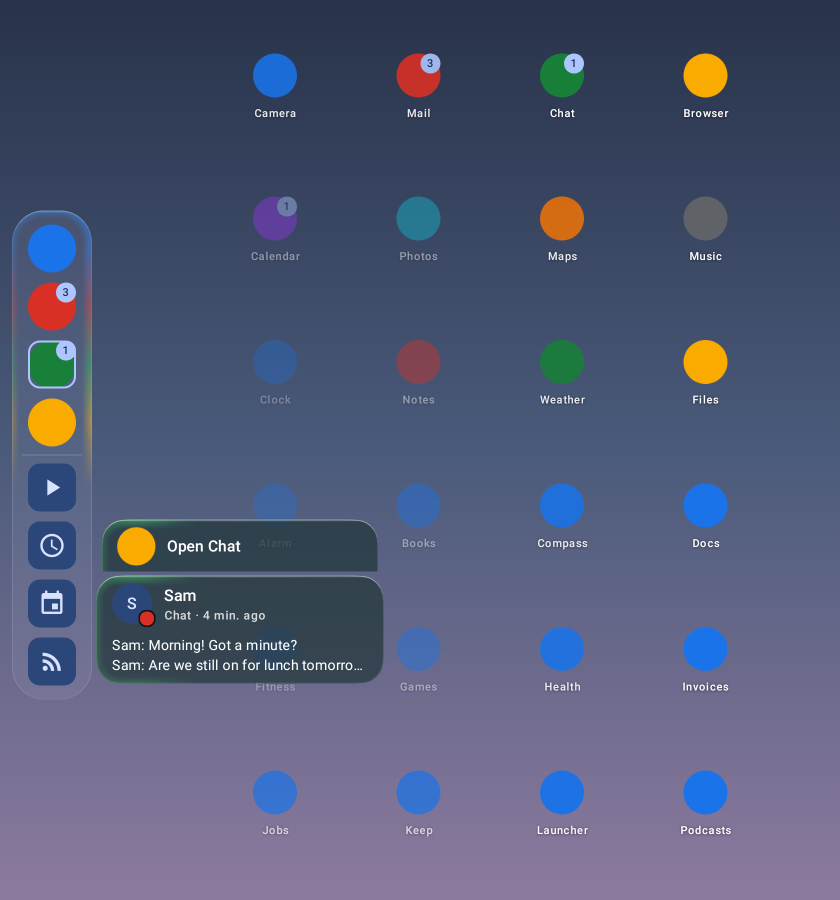 3
1
Camera
Mail
Chat
Browser
1
Calendar
Photos
Maps
Music
3
1
Clock
Notes
Weather
Files
Open Chat
Alarm
Books
Compass
Docs
S
Sam
Chat · 4 min. ago
Sam: Morning! Got a minute?
Sam: Are we still on for lunch tomorro…
Fitness
Games
Health
Invoices
Jobs
Keep
Launcher
Podcasts